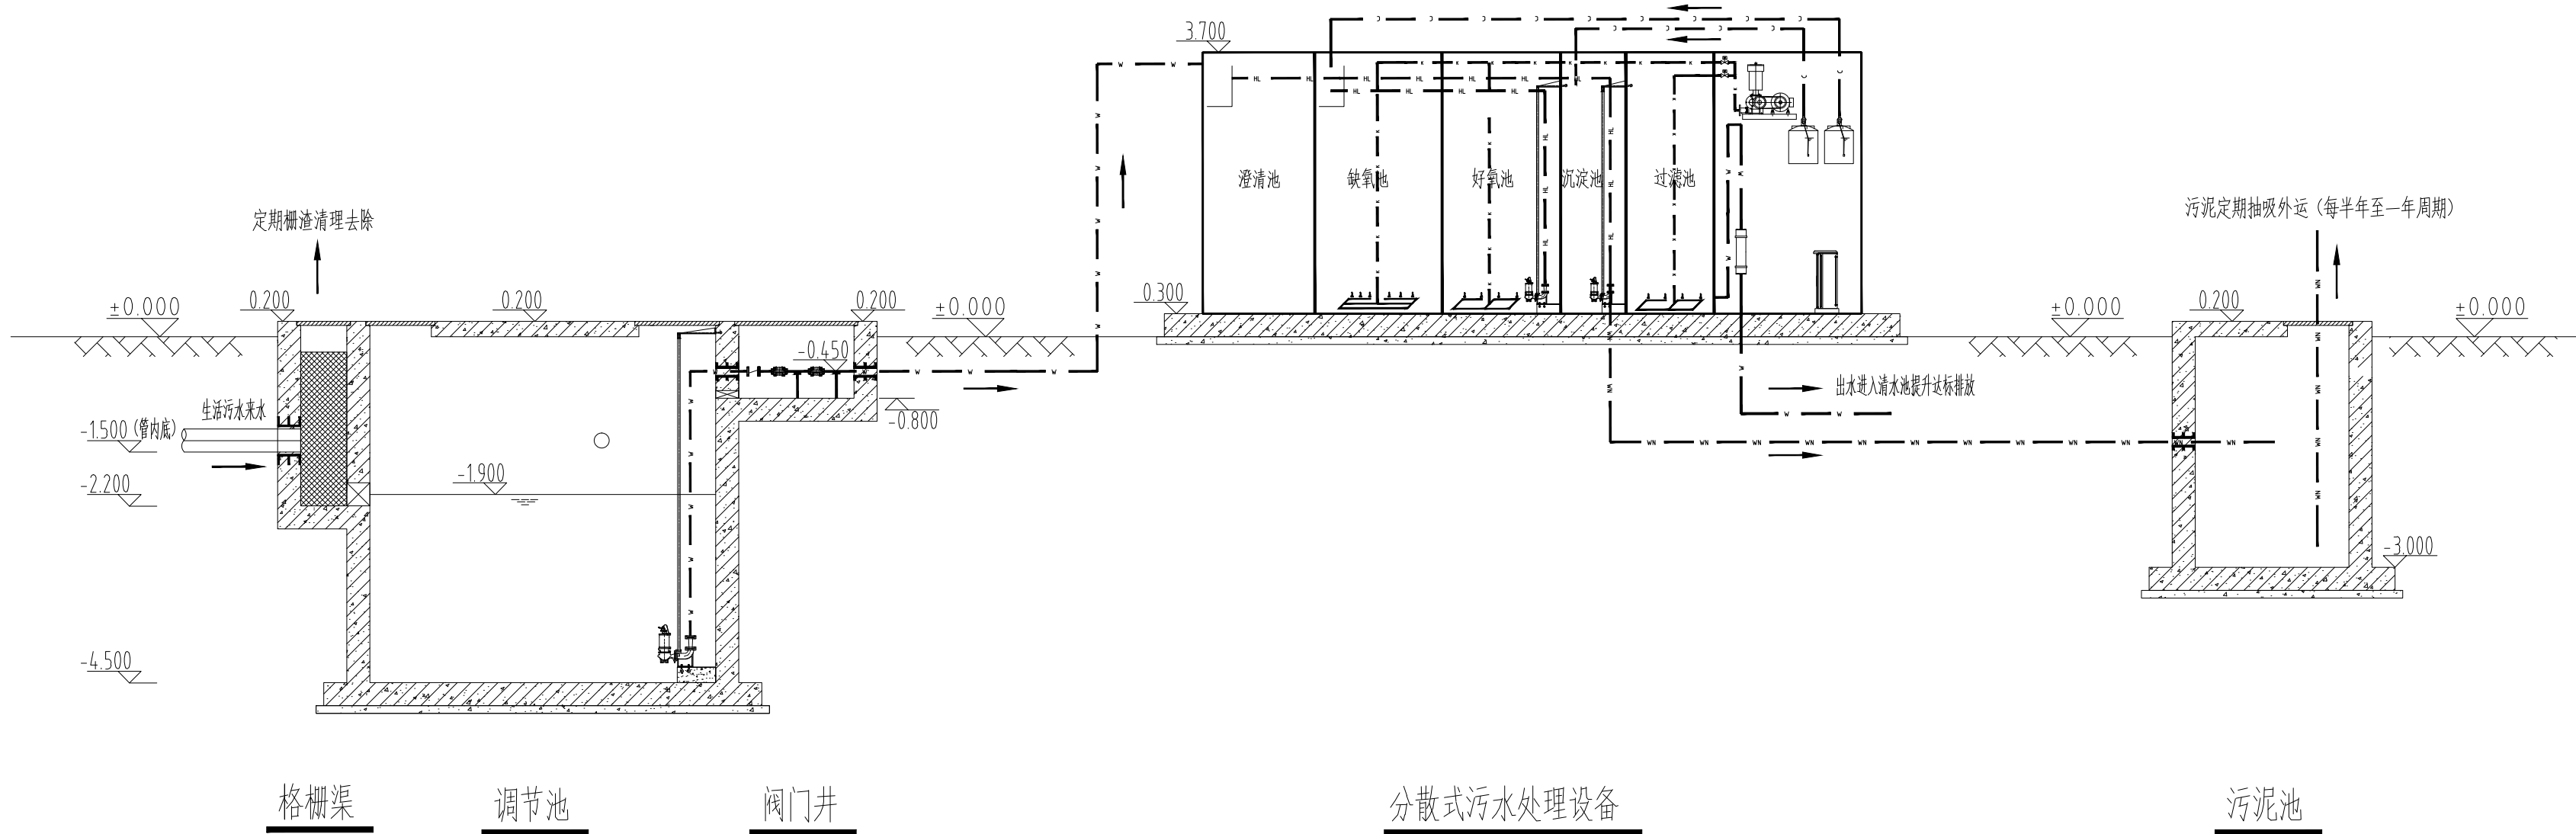 3.700
定期栅渣清理去除
污泥定期抽吸外运（每半年至一年周期）
澄清池
缺氧池
好氧池
沉淀池
过滤池
±0.000
0.200
0.200
0.200
±0.000
0.300
±0.000
0.200
±0.000
-0.450
生活污水来水
-1.500（管内底）
-0.800
出水进入清水池提升达标排放
-1.900
-2.200
-3.000
-4.500
格栅渠
调节池
阀门井
分散式污水处理设备
污泥池